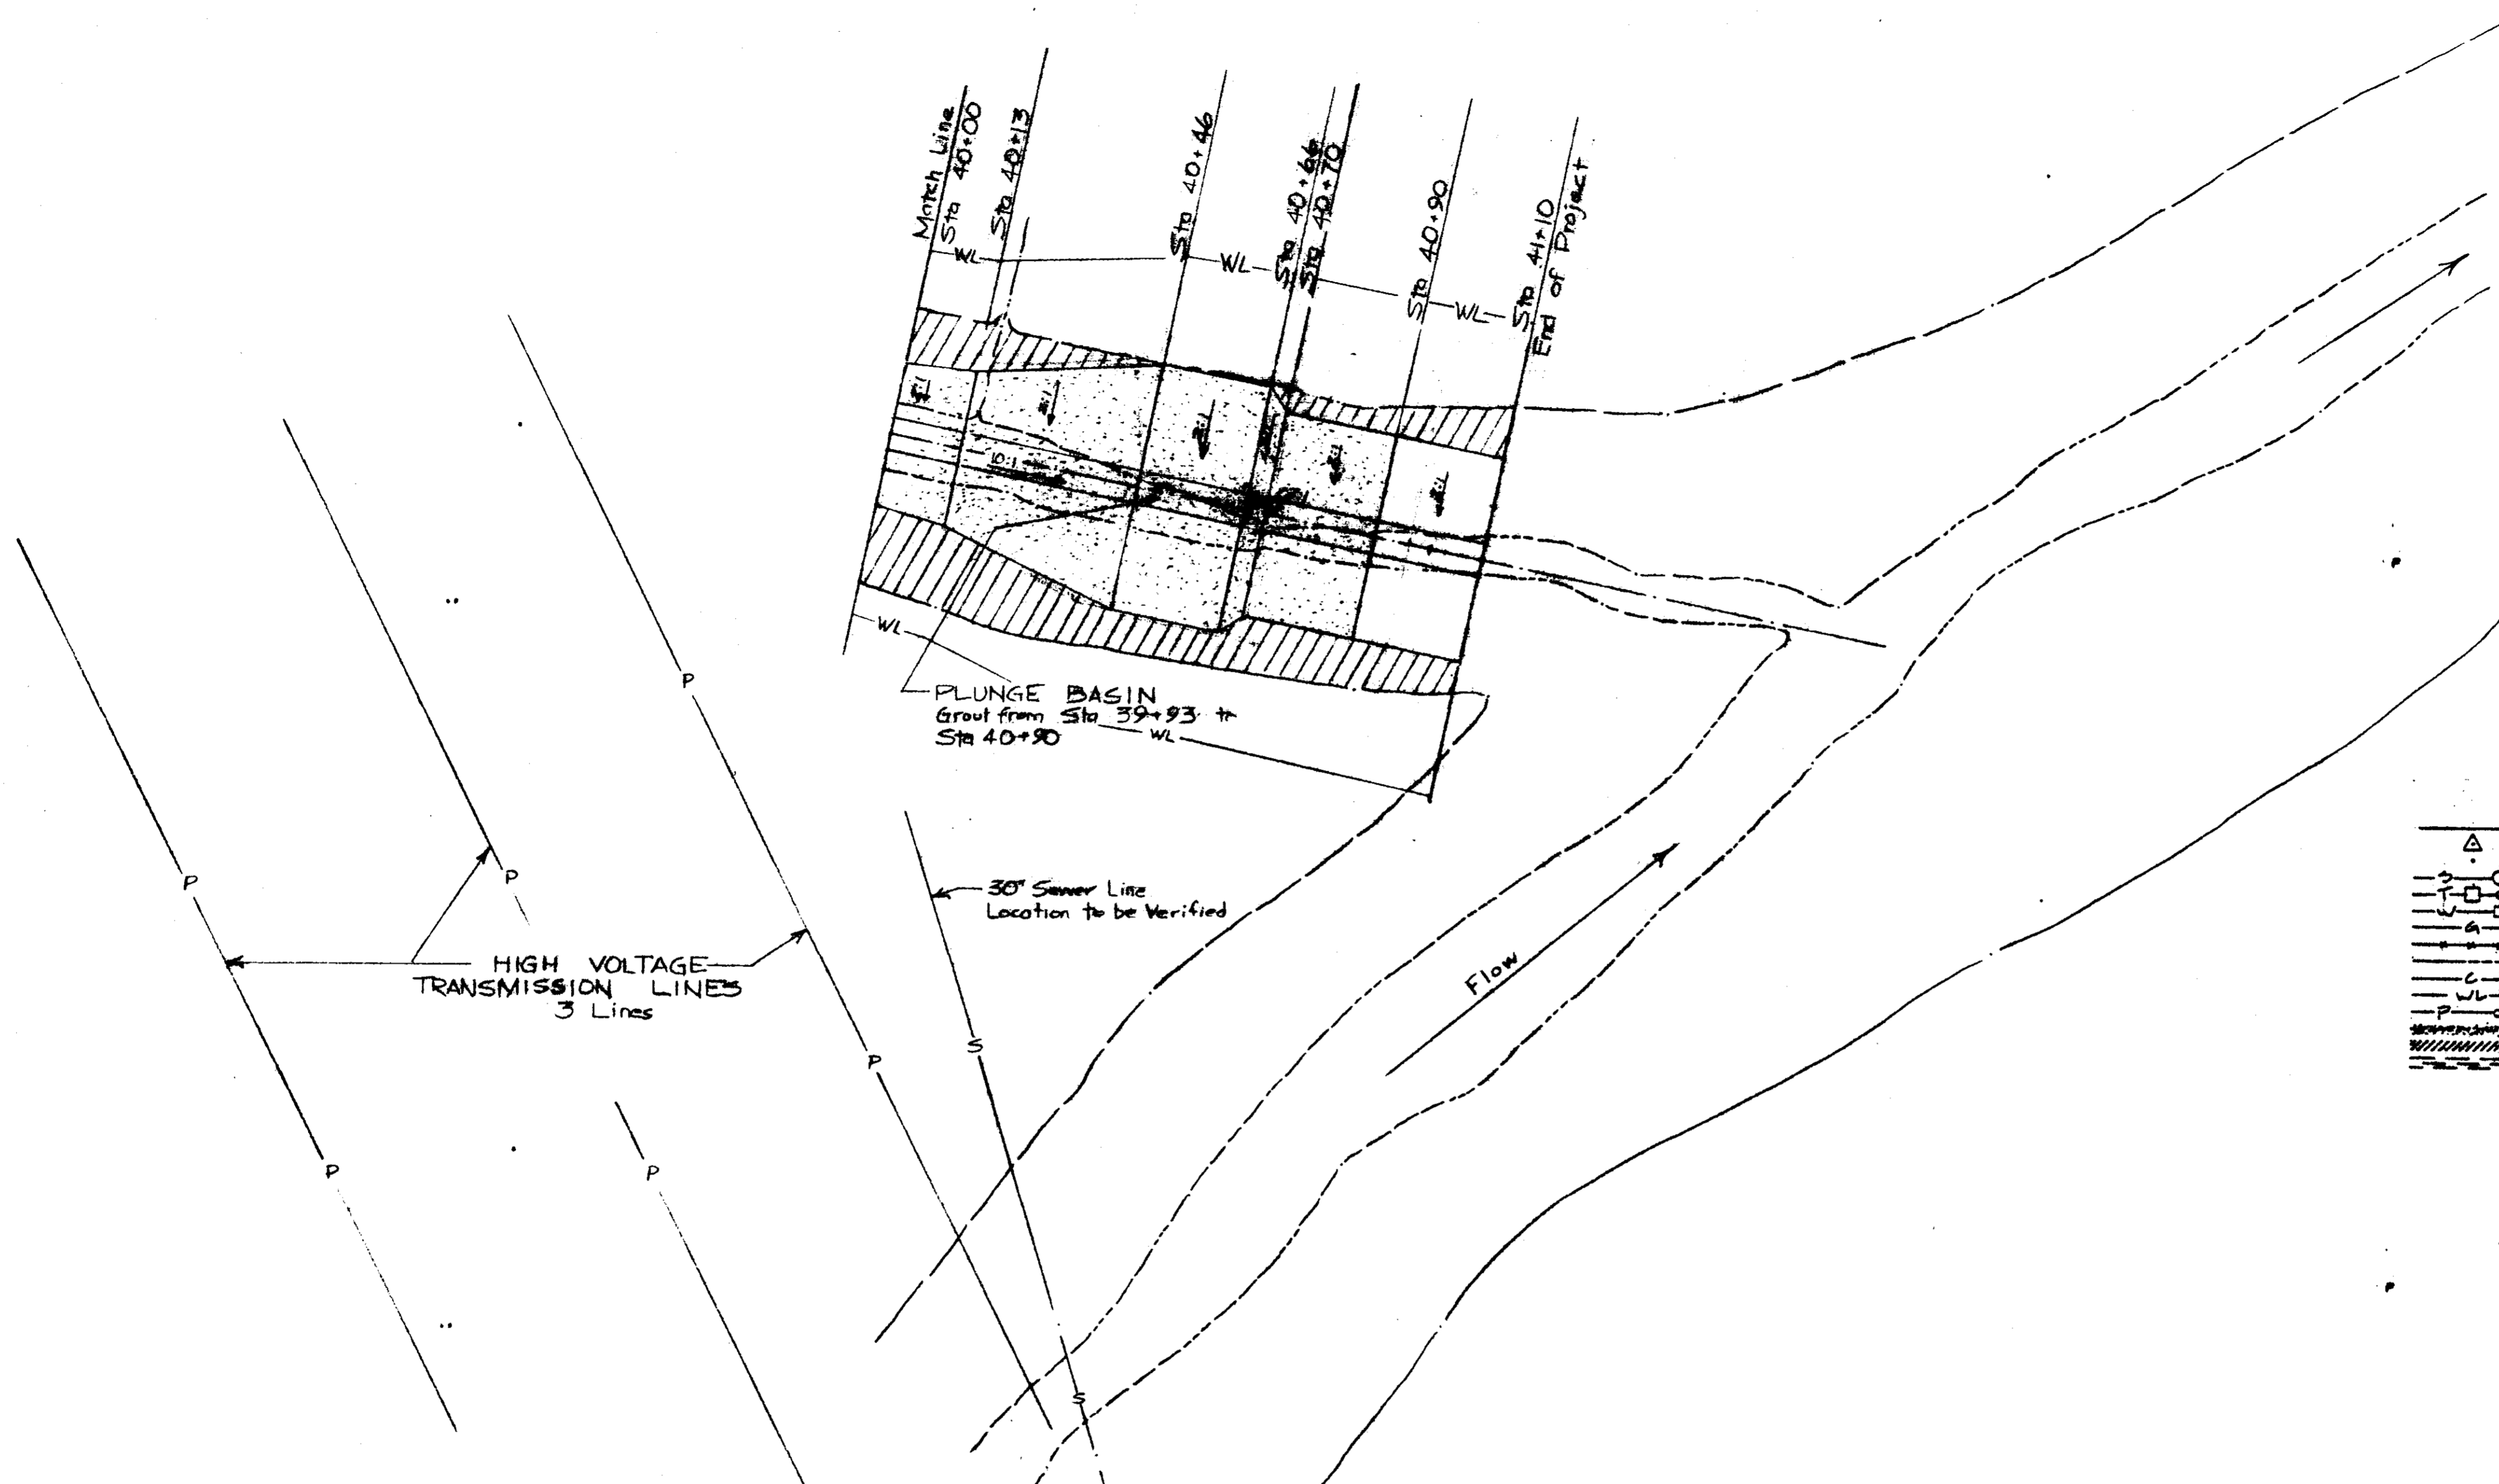 Match Line
Sta 40+00
Sta 40+13
Sta 40+46
Sta 40+66
Sta 40+70
Sta 40+90
Sta 41+10
End of Project
WL
WL
WL
10:1
WL
PLUNGE BASIN
Grout from Sta 39+93 to
Sta 40+90
WL
P
P
P
30" Sewer Line
Location to be Verified
HIGH VOLTAGE
TRANSMISSION LINES
3 Lines
Flow
S
P
P
P
S
S
T
W
G
C
WL
P